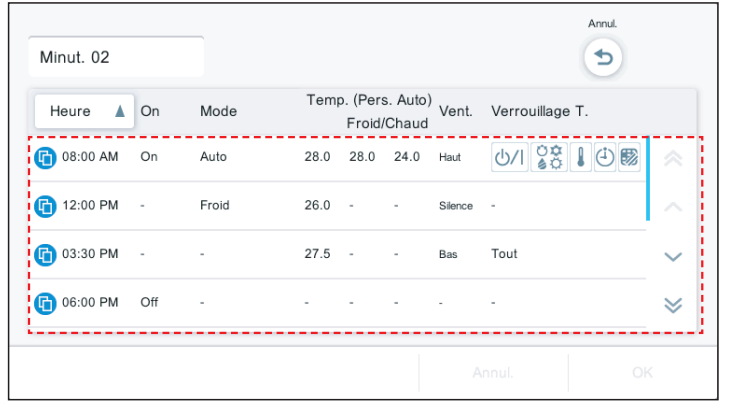 Annul.
Minut. 02
Heure On Mode Temp. (Pers. Auto) Froid/Chaud Vent. Verrouillage T.
08:00 AM On Auto 28.0 28.0 24.0 Haut
12:00 PM - Froid 26.0 - - Silence -
03:30 PM - - 27.5 - - Bas Tout
06:00 PM Off - - - - - -
Annul. OK